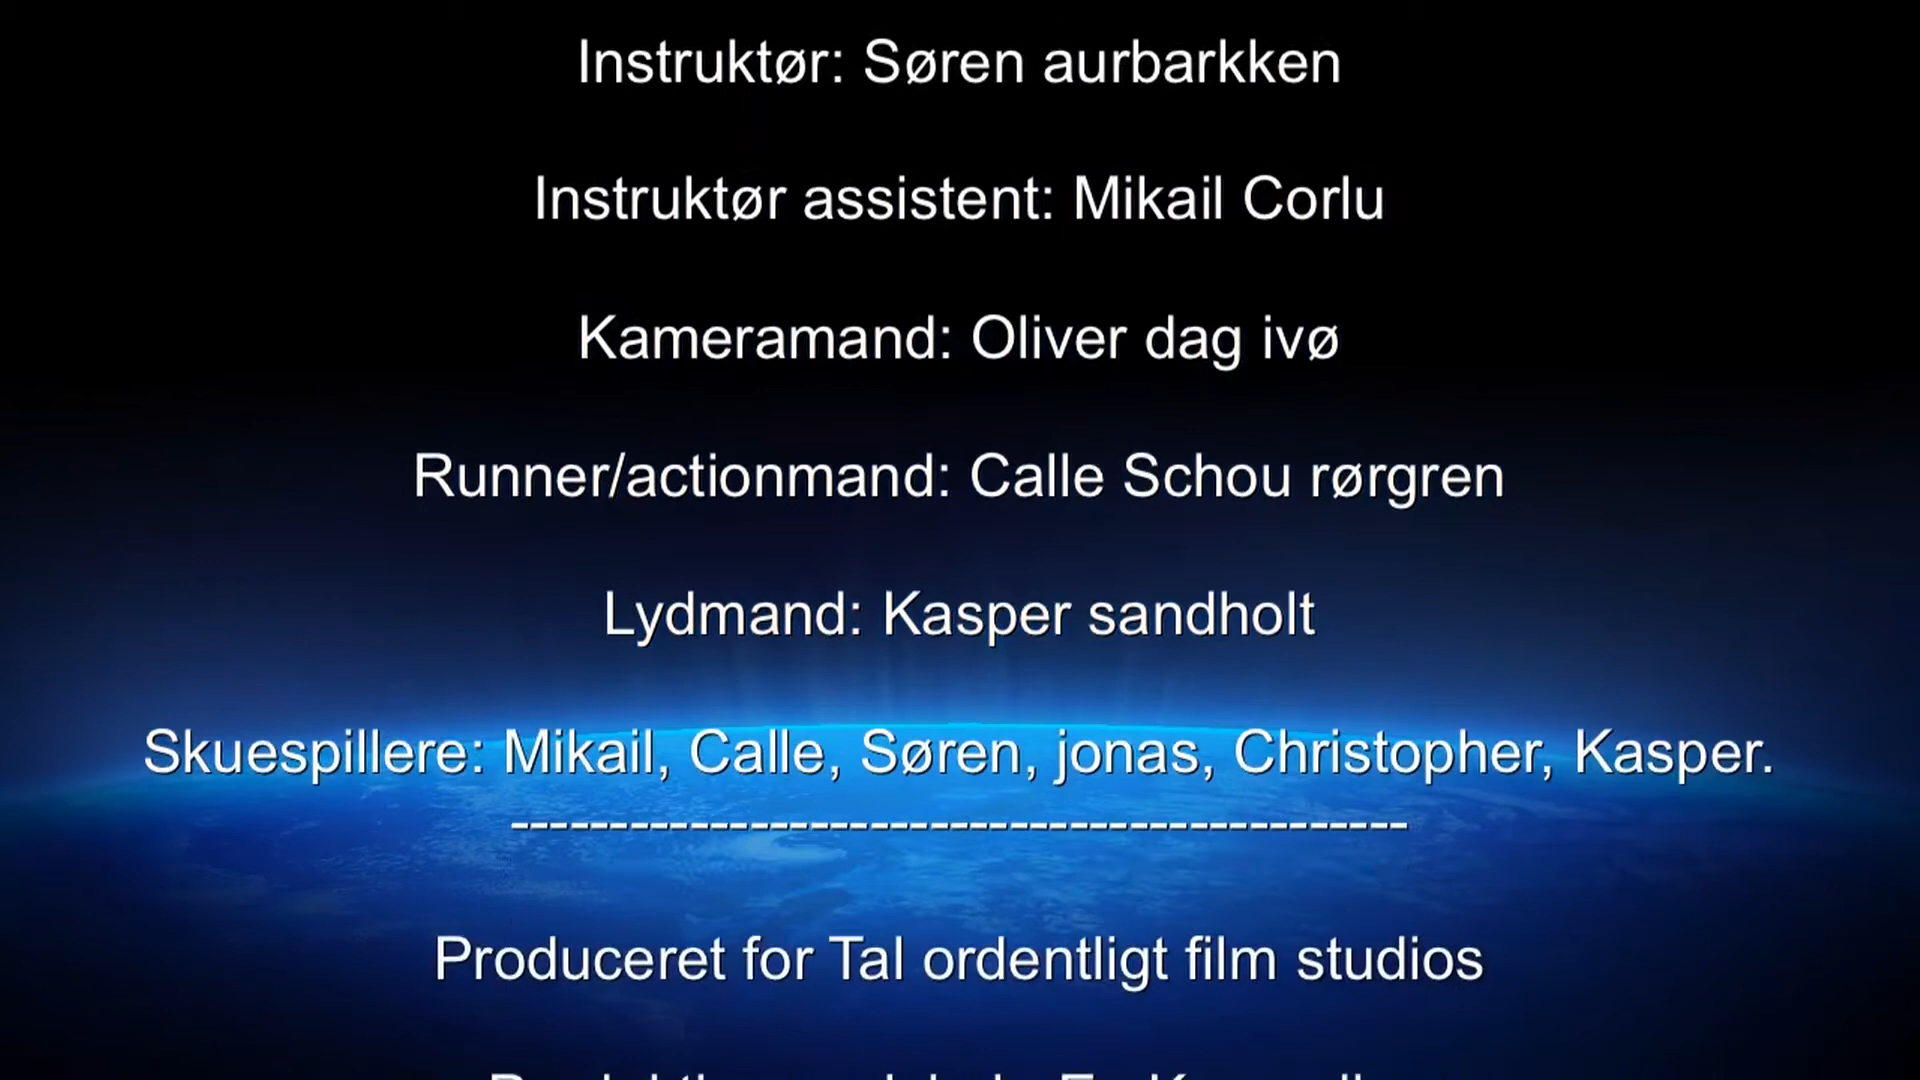 Instruktør: Søren aurbarkken
Instruktør assistent: Mikail Corlu
Kameramand: Oliver dag ivø
Runner/actionmand: Calle Schou rørgren
Lydmand: Kasper sandholt
Skuespillere: Mikail, Calle, Søren, jonas, Christopher, Kasper.
---------------------------------------------
Produceret for Tal ordentligt film studios